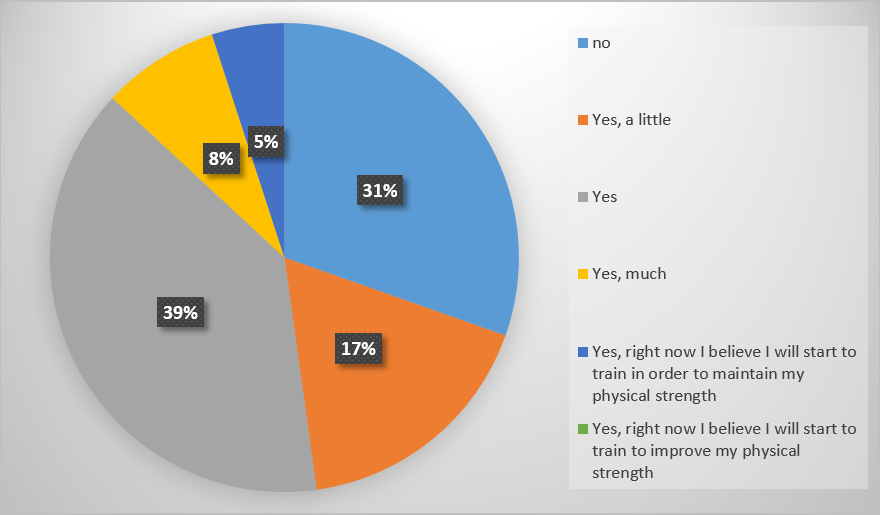 5%
8%
31%
39%
17%
no
Yes, a little
Yes
Yes, much
Yes, right now I believe I will start to
train in order to maintain my
physical strength
Yes, right now I believe I will start to
train to improve my physical
strength